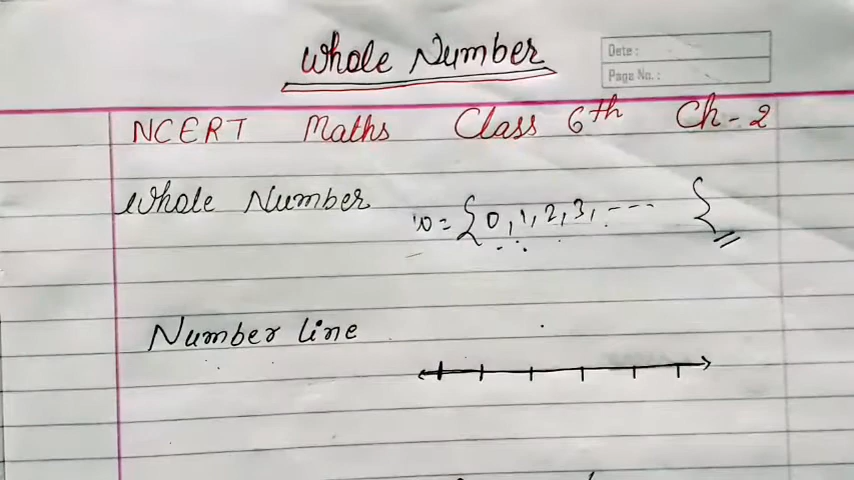 Whole Number
Date :
Page No. :
NCERT Maths Class 6th Ch - 2
Whole Number w = {0, 1, 2, 3, ---- {
Number line